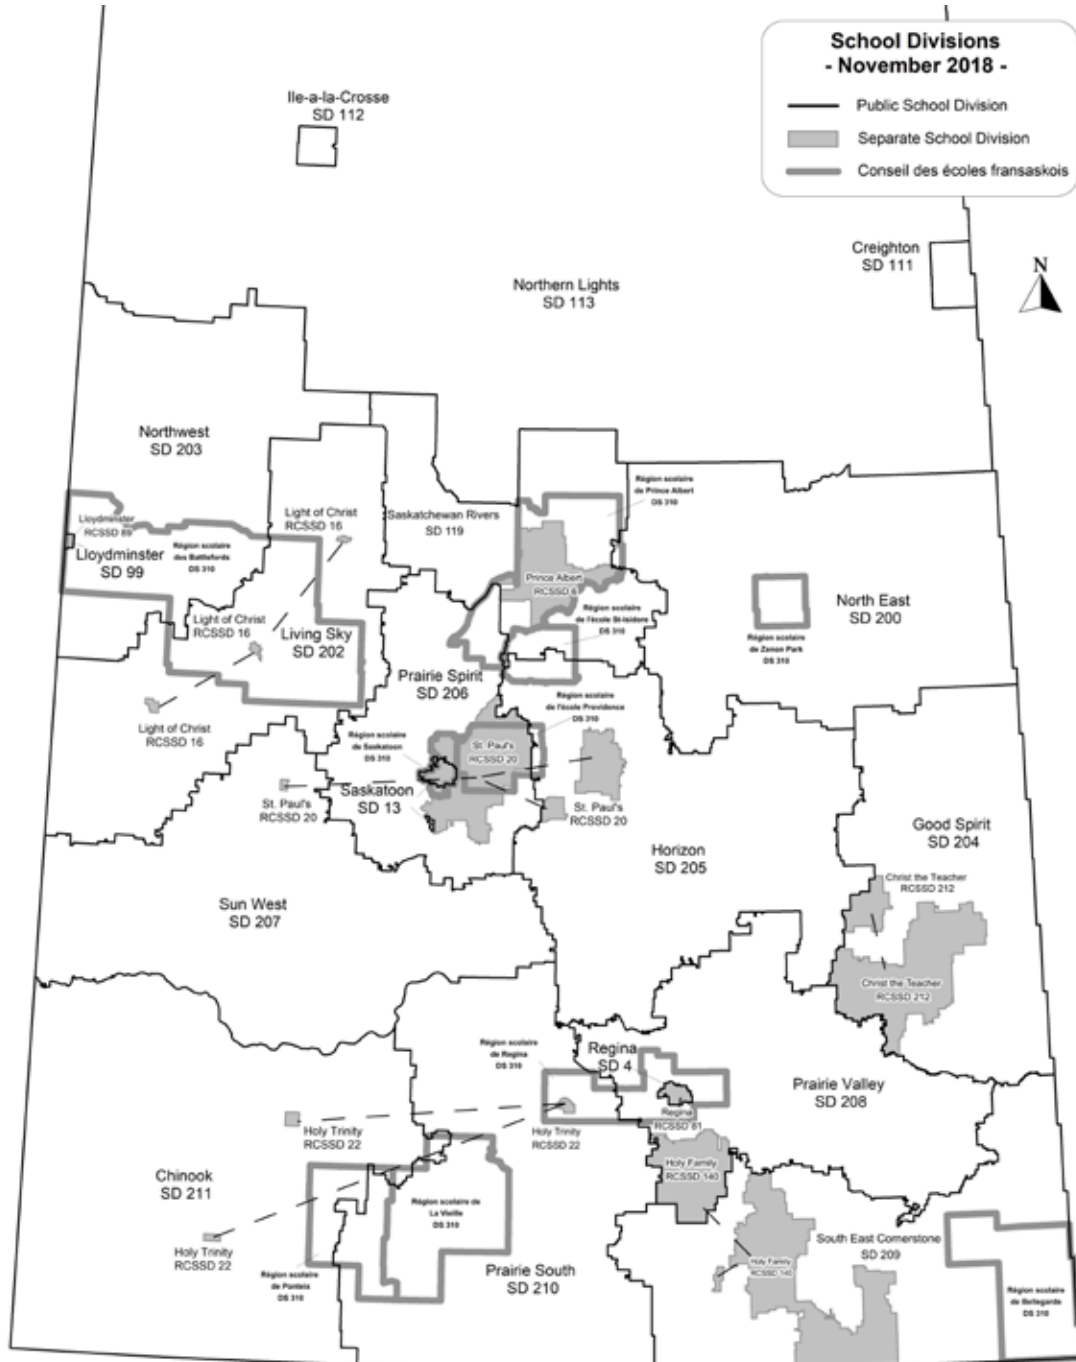 School Divisions
- November 2018 -
Public School Division
Separate School Division
Conseil des écoles fransaskois
Ile-a-la-Crosse
SD 112
Creighton
SD 111
N
Northern Lights
SD 113
Northwest
SD 203
Région scolaire
de Prince Albert
DS 310
Light of Christ
RCSSD 16
Saskatchewan Rivers
SD 119
Lloydminster
RCSSD 89
Lloydminster
SD 99
Région scolaire
des Battlefords
DS 310
Prince Albert
RCSSD 6
North East
SD 200
Région scolaire
de l'école St-Isidore
DS 310
Light of Christ
RCSSD 16
Living Sky
SD 202
Région scolaire
de Zenon Park
DS 310
Prairie Spirit
SD 206
Région scolaire
de l'école Providence
DS 310
Light of Christ
RCSSD 16
Région scolaire
de Saskatoon
DS 310
St. Paul's
RCSSD 20
Saskatoon
SD 13
St. Paul's
RCSSD 20
St. Paul's
RCSSD 20
Good Spirit
SD 204
Horizon
SD 205
Christ the Teacher
RCSSD 212
Sun West
SD 207
Christ the Teacher
RCSSD 212
Région scolaire
de Regina
DS 310
Regina
SD 4
Prairie Valley
SD 208
Regina
RCSSD 81
Holy Trinity
RCSSD 22
Holy Trinity
RCSSD 22
Holy Family
RCSSD 140
Chinook
SD 211
Région scolaire de
La Vieille
DS 310
South East Cornerstone
SD 209
Holy Trinity
RCSSD 22
Holy Family
RCSSD 140
Prairie South
SD 210
Région scolaire
de Ponteix
DS 310
Région scolaire
de Bellegarde
DS 310